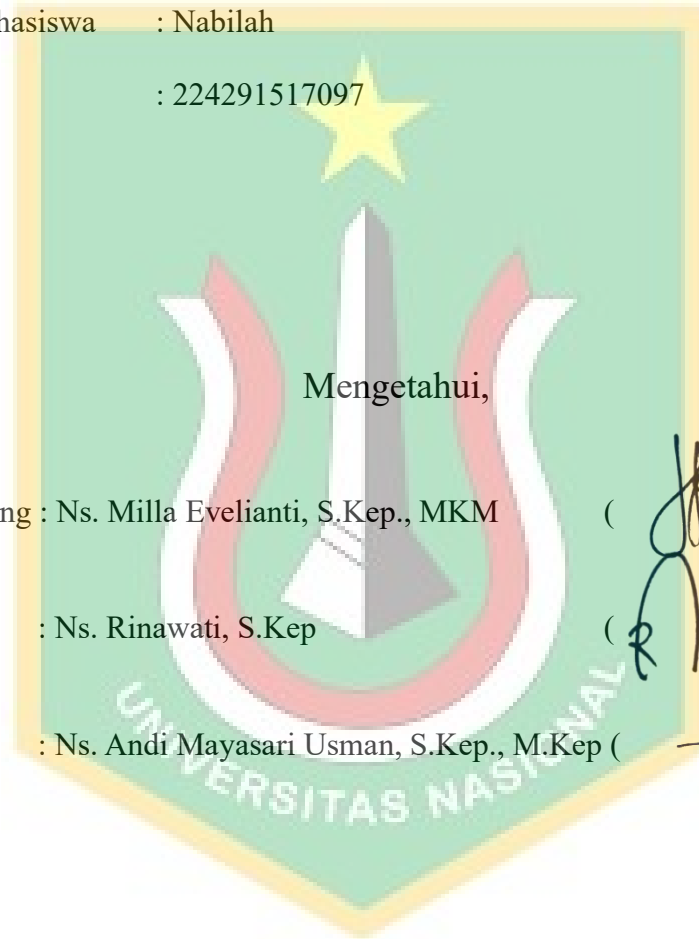 hasiswa : Nabilah
: 224291517097
Mengetahui,
ng : Ns. Milla Evelianti, S.Kep., MKM (
: Ns. Rinawati, S.Kep (
: Ns. Andi Mayasari Usman, S.Kep., M.Kep (
UNIVERSITAS NASIONAL